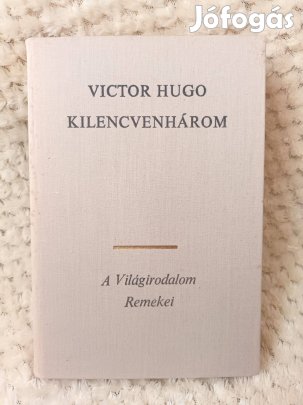 Jófogás
VICTOR HUGO
KILENCVENHÁROM
A Világirodalom
Remekei